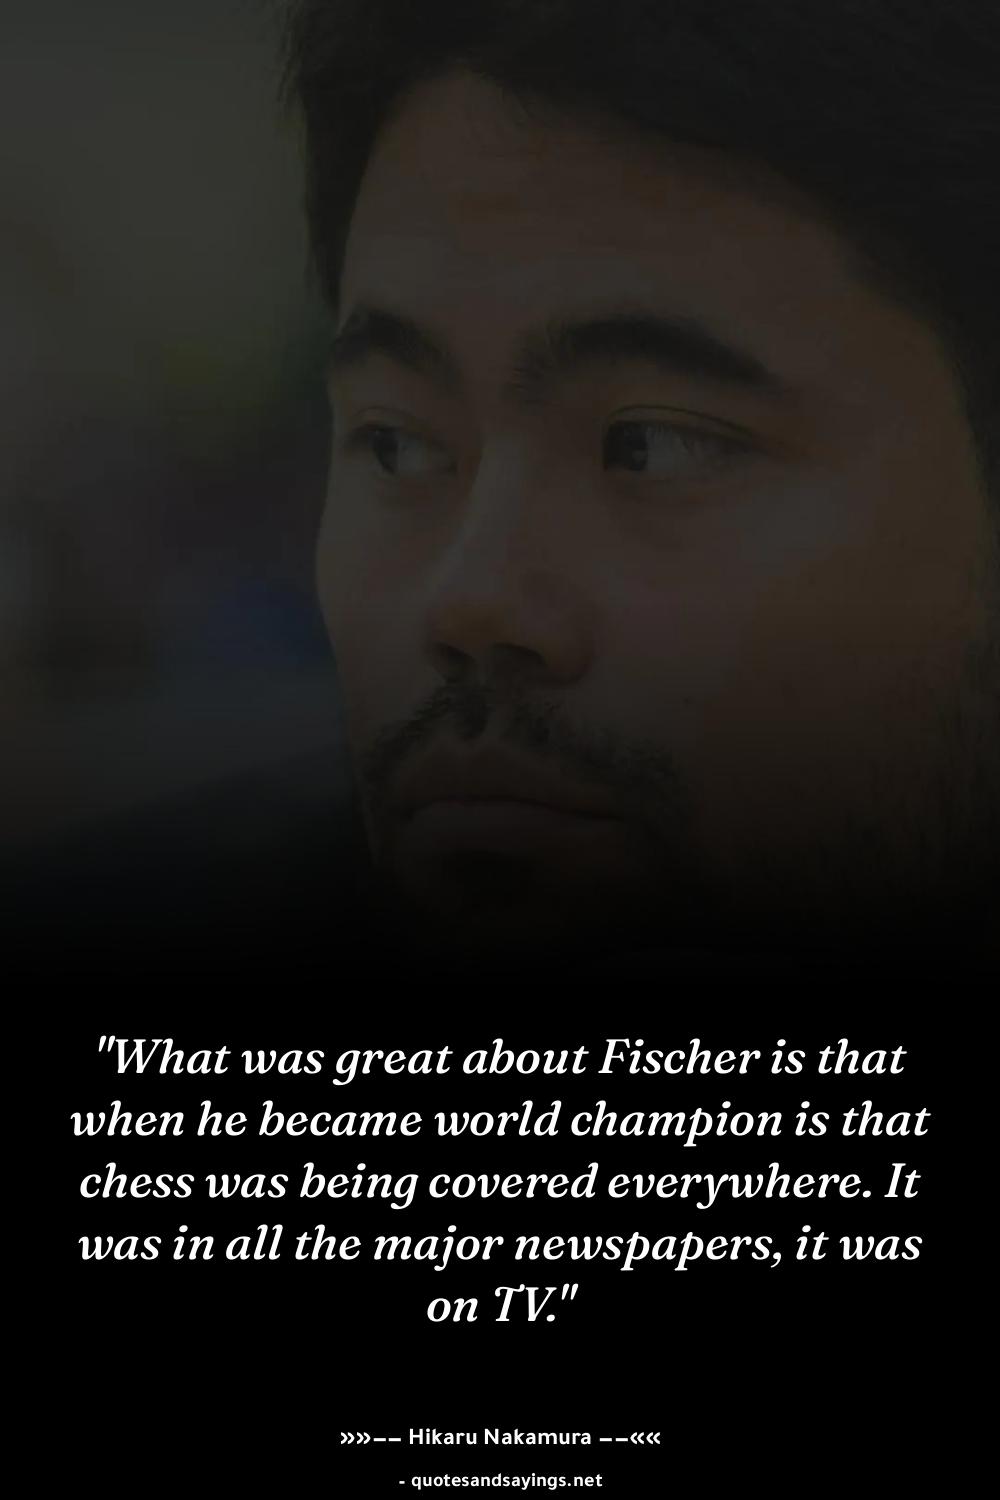 "What was great about Fischer is that
when he became world champion is that
chess was being covered everywhere. It
was in all the major newspapers, it was
on TV."
»»−− Hikaru Nakamura −−««
- quotesandsayings.net